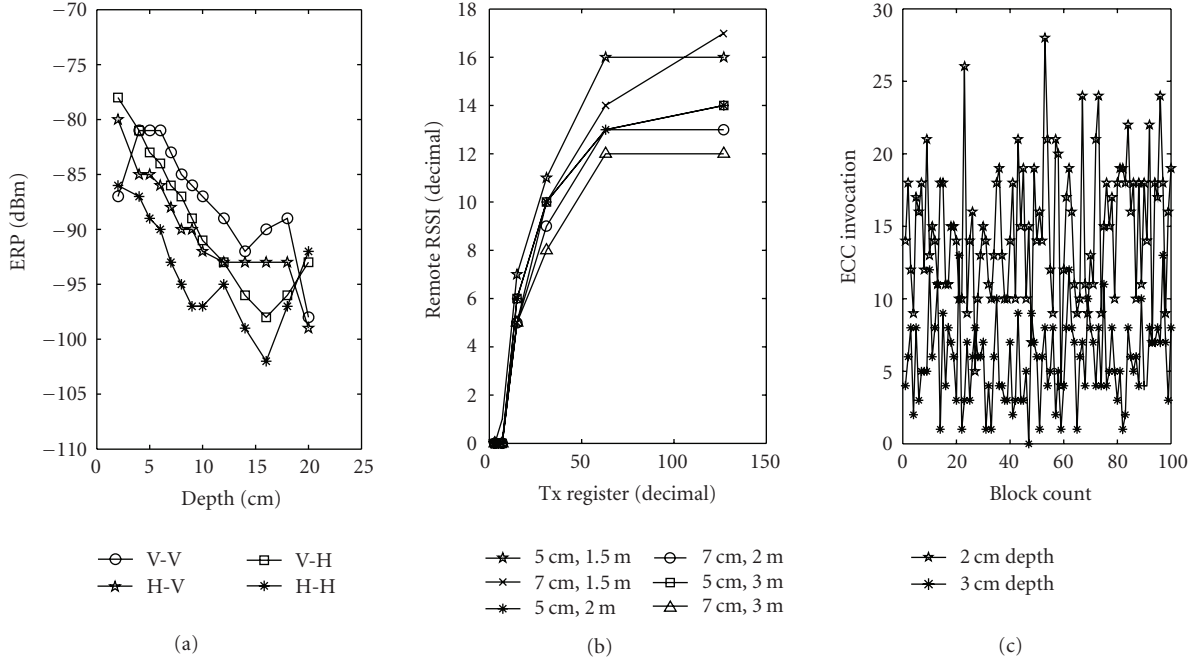 −70
−75
−80
−85
−90
−95
−100
−105
−110
ERP (dBm)
0 5 10 15 20 25
Depth (cm)
V-V V-H
H-V H-H
(a)
18
16
14
12
10
8
6
4
2
0
Remote RSSI (decimal)
0 50 100 150
Tx register (decimal)
5 cm, 1.5 m 7 cm, 2 m
7 cm, 1.5 m 5 cm, 3 m
5 cm, 2 m 7 cm, 3 m
(b)
30
25
20
15
10
5
0
ECC invocation
0 20 40 60 80 100
Block count
2 cm depth
3 cm depth
(c)